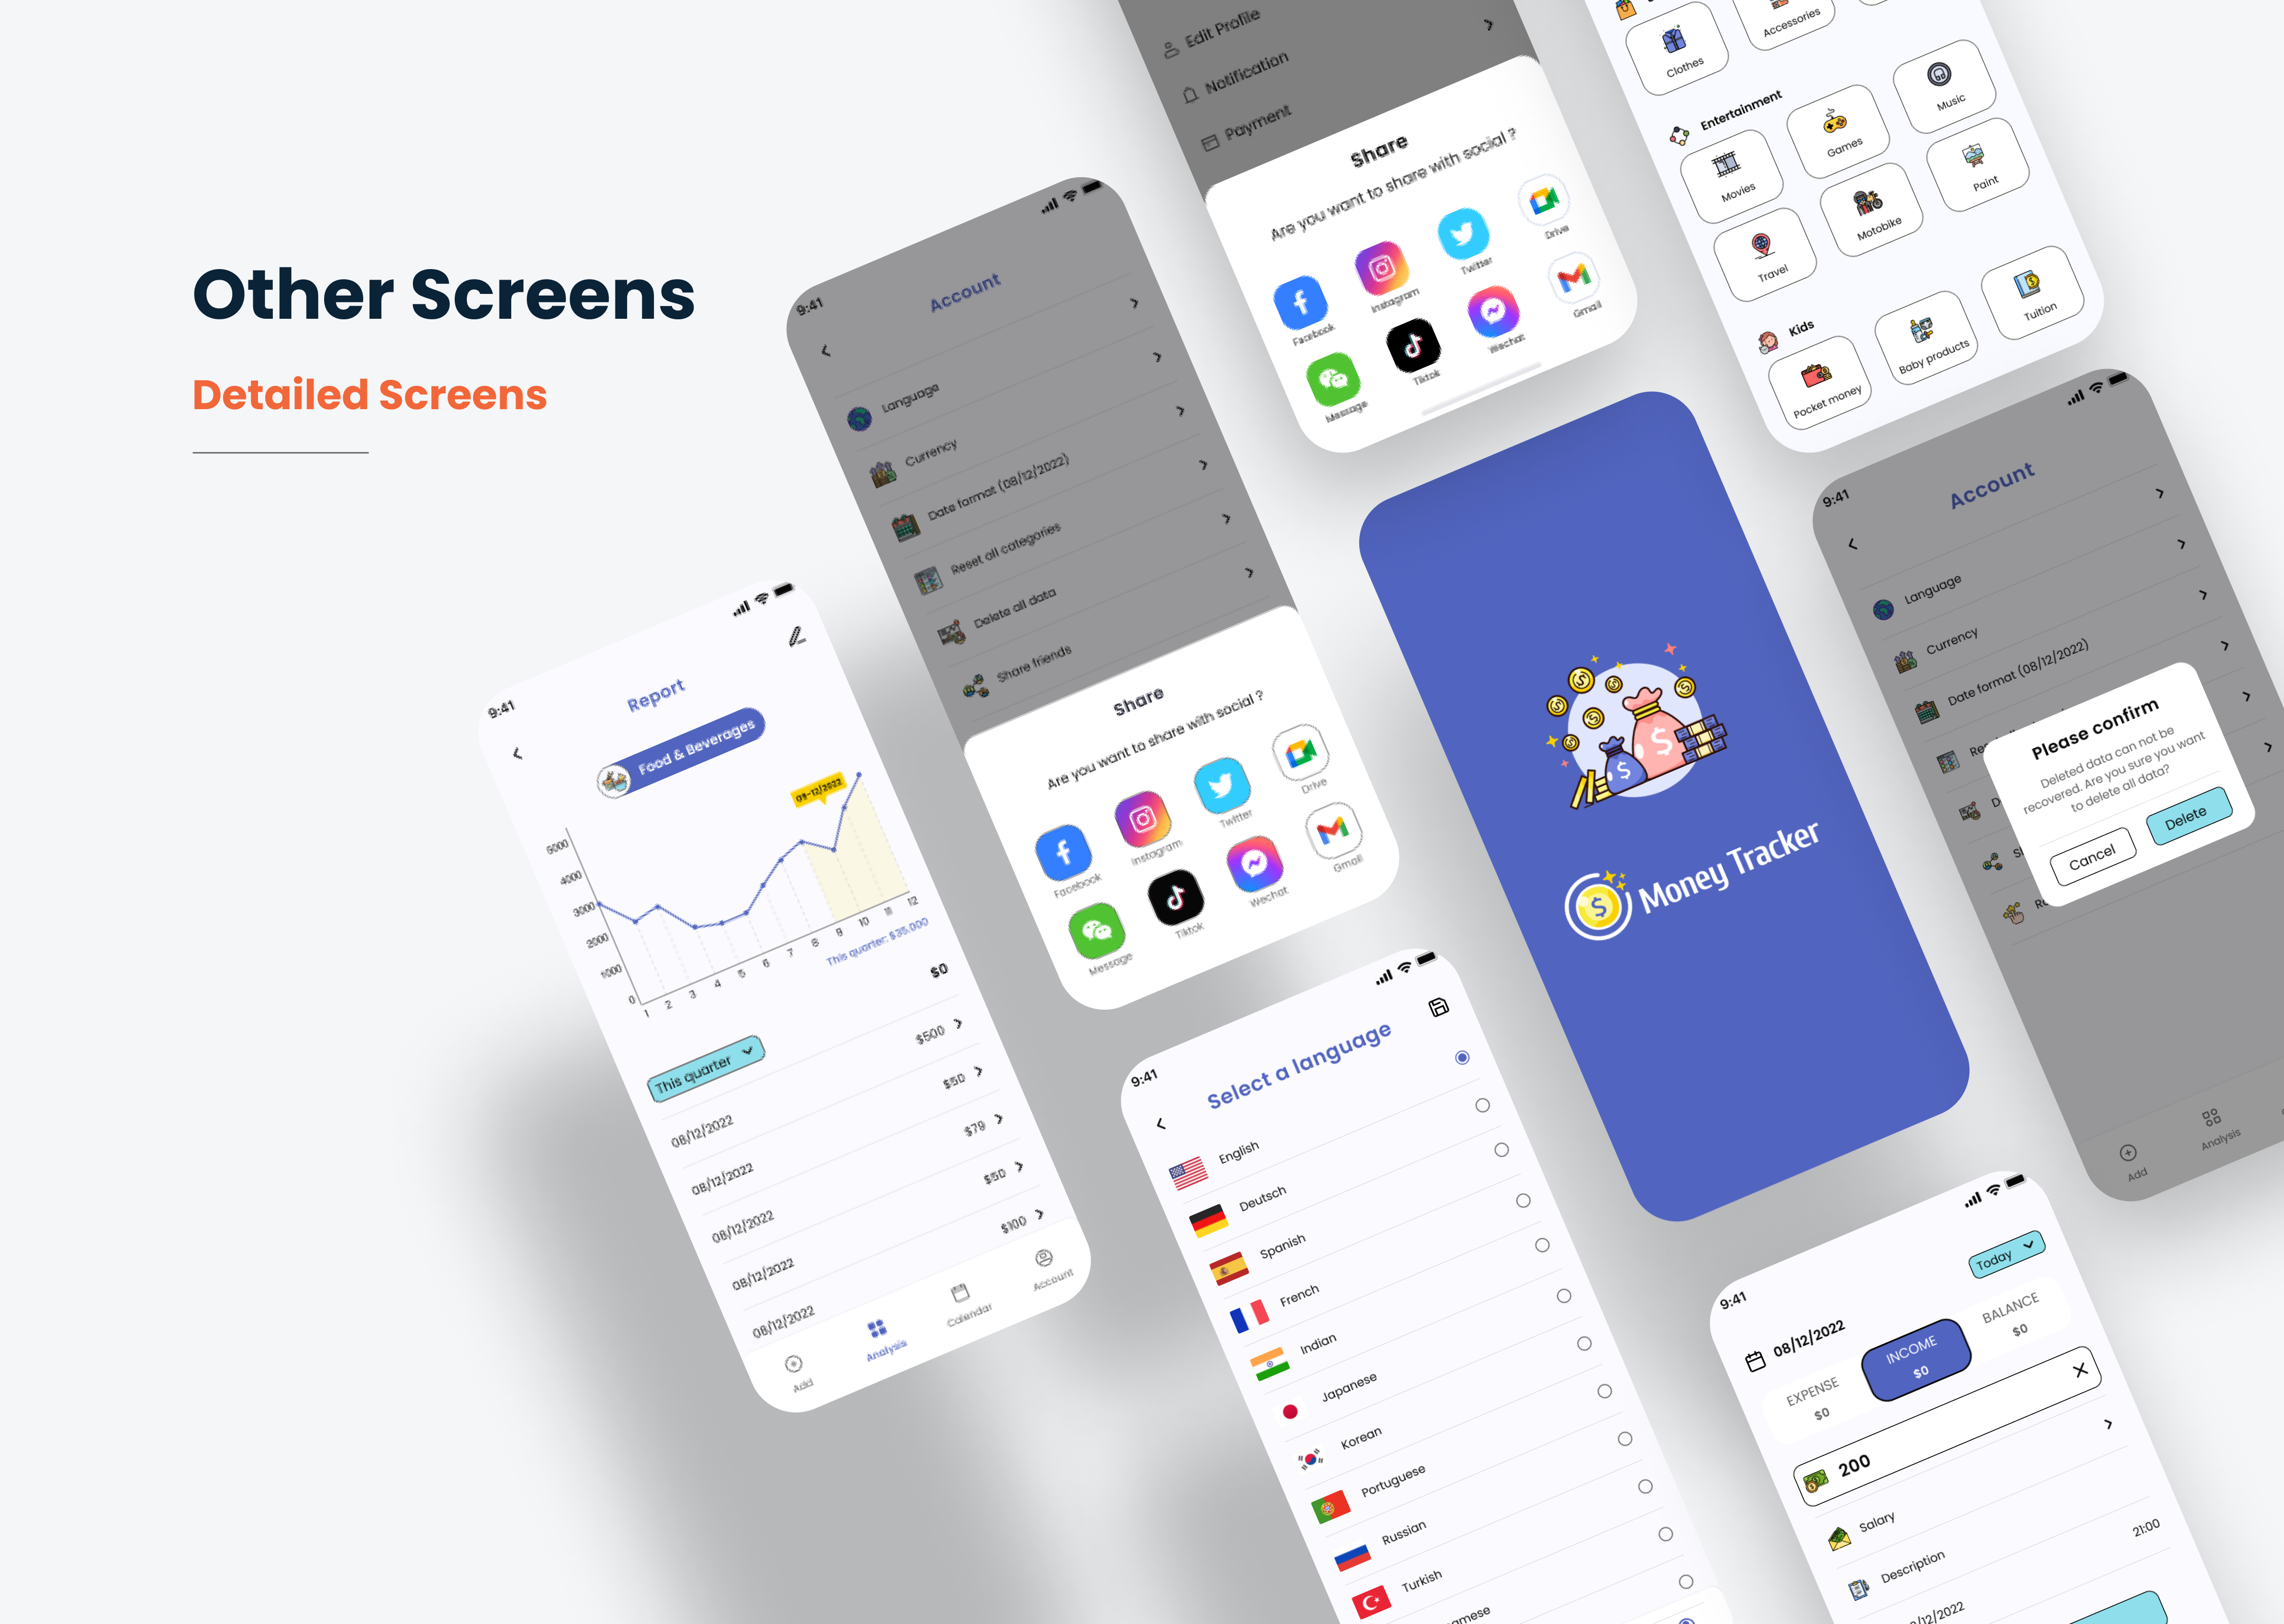 Other Screens
Detailed Screens
9:41
Report
Food & Beverages
09-12/2022
5000
4000
3000
2000
1000
0
1
2
3
4
5
6
7
8
9
10
11
12
This quarter: $35.000
$0
This quarter
08/12/2022
$500
08/12/2022
$50
08/12/2022
$79
08/12/2022
$50
08/12/2022
$100
Add
Analysis
Calendar
Account
9:41
Account
Language
Currency
Date format (08/12/2022)
Reset all categories
Delete all data
Share friends
Share
Are you want to share with social ?
Facebook
Instagram
Twitter
Drive
Message
Tiktok
Wechat
Gmail
Edit Profile
Notification
Payment
Share
Are you want to share with social ?
Facebook
Instagram
Twitter
Drive
Message
Tiktok
Wechat
Gmail
9:41
Select a language
English
Deutsch
Spanish
French
Indian
Japanese
Korean
Portuguese
Russian
Turkish
Money Tracker
Clothes
Accessories
Entertainment
Movies
Games
Music
Travel
Motobike
Paint
Kids
Pocket money
Baby products
Tuition
9:41
Account
Language
Currency
Date format (08/12/2022)
Please confirm
Deleted data can not be
recovered. Are you sure you want
to delete all data?
Cancel
Delete
Add
Analysis
9:41
Today
08/12/2022
EXPENSE
$0
INCOME
$0
BALANCE
$0
200
Salary
Description
21:00